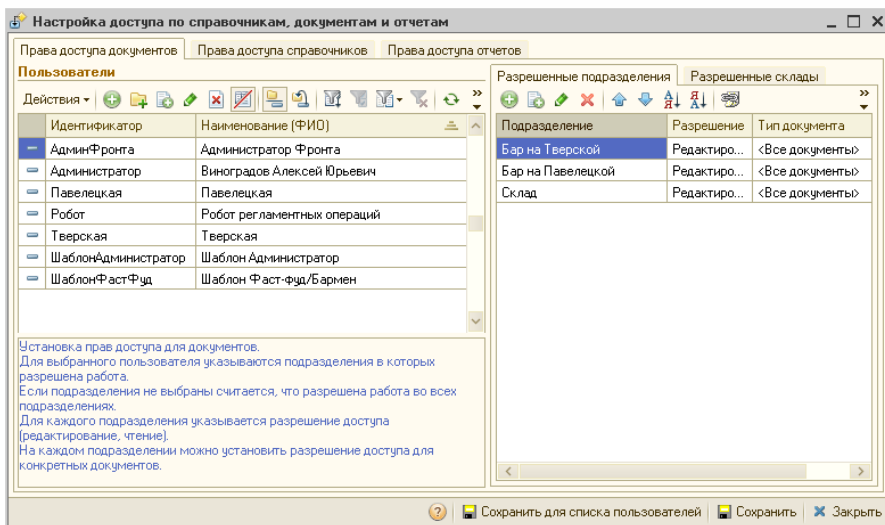 Настройка доступа по справочникам, документам и отчетам
Права доступа документов Права доступа справочников Права доступа отчетов
Пользователи
Действия
Идентификатор Наименование (ФИО)
АдминФронта Администратор Фронта
Администратор Виноградов Алексей Юрьевич
Павелецкая Павелецкая
Робот Робот регламентных операций
Тверская Тверская
ШаблонАдминистратор Шаблон Администратор
ШаблонФастФуд Шаблон Фаст-фуд/Бармен
Установка прав доступа для документов.
Для выбранного пользователя указываются подразделения в которых
разрешена работа.
Если подразделения не выбраны считается, что разрешена работа во всех
подразделениях.
Для каждого подразделения указывается разрешение доступа
(редактирование, чтение).
На каждом подразделении можно установить разрешение доступа для
конкретных документов.
Разрешенные подразделения Разрешенные склады
Подразделение Разрешение Тип документа
Бар на Тверской Редактиро... <Все документы>
Бар на Павелецкой Редактиро... <Все документы>
Склад Редактиро... <Все документы>
Сохранить для списка пользователей Сохранить Закрыть